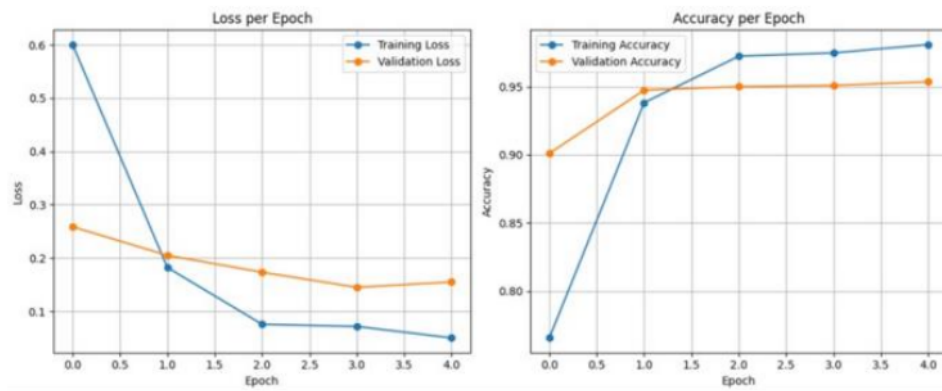 Loss per Epoch
Training Loss
Validation Loss
0.6
0.5
0.4
0.3
0.2
0.1
Loss
0.0 0.5 1.0 1.5 2.0 2.5 3.0 3.5 4.0
Epoch
Accuracy per Epoch
Training Accuracy
Validation Accuracy
0.95
0.90
0.85
0.80
Accuracy
0.0 0.5 1.0 1.5 2.0 2.5 3.0 3.5 4.0
Epoch